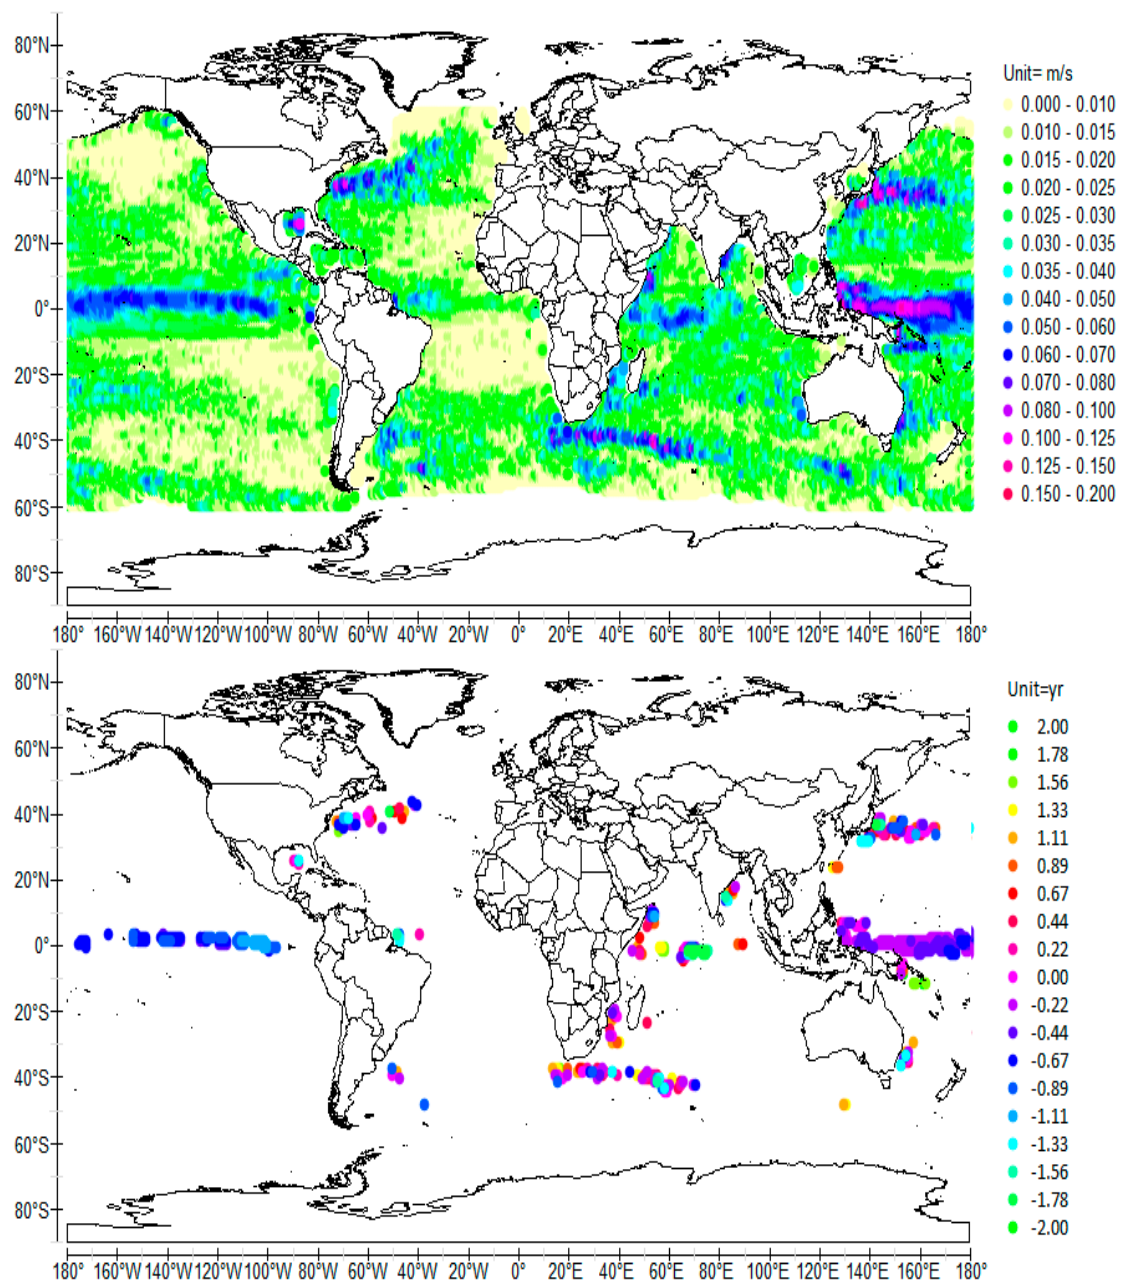 80°N
60°N
40°N
20°N
0°
20°S
40°S
60°S
80°S
180° 160°W 140°W 120°W 100°W 80°W 60°W 40°W 20°W 0° 20°E 40°E 60°E 80°E 100°E 120°E 140°E 160°E 180°
Unit= m/s
0.000 - 0.010
0.010 - 0.015
0.015 - 0.020
0.020 - 0.025
0.025 - 0.030
0.030 - 0.035
0.035 - 0.040
0.040 - 0.050
0.050 - 0.060
0.060 - 0.070
0.070 - 0.080
0.080 - 0.100
0.100 - 0.125
0.125 - 0.150
0.150 - 0.200
80°N
60°N
40°N
20°N
0°
20°S
40°S
60°S
80°S
180° 160°W 140°W 120°W 100°W 80°W 60°W 40°W 20°W 0° 20°E 40°E 60°E 80°E 100°E 120°E 140°E 160°E 180°
Unit=yr
2.00
1.78
1.56
1.33
1.11
0.89
0.67
0.44
0.22
0.00
-0.22
-0.44
-0.67
-0.89
-1.11
-1.33
-1.56
-1.78
-2.00